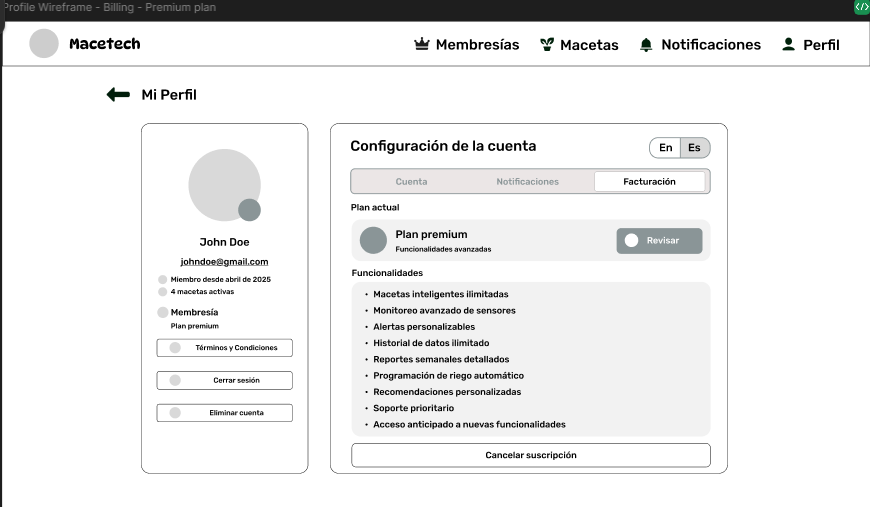 Profile Wireframe - Billing - Premium plan
</>
Macetech
Membresías
Macetas
Notificaciones
Perfil
Mi Perfil
John Doe
johndoe@gmail.com
Miembro desde abril de 2025
4 macetas activas
Membresía
Plan premium
Términos y Condiciones
Cerrar sesión
Eliminar cuenta
Configuración de la cuenta
En Es
Cuenta Notificaciones Facturación
Plan actual
Plan premium
Funcionalidades avanzadas
Revisar
Funcionalidades
• Macetas inteligentes ilimitadas
• Monitoreo avanzado de sensores
• Alertas personalizables
• Historial de datos ilimitado
• Reportes semanales detallados
• Programación de riego automático
• Recomendaciones personalizadas
• Soporte prioritario
• Acceso anticipado a nuevas funcionalidades
Cancelar suscripción